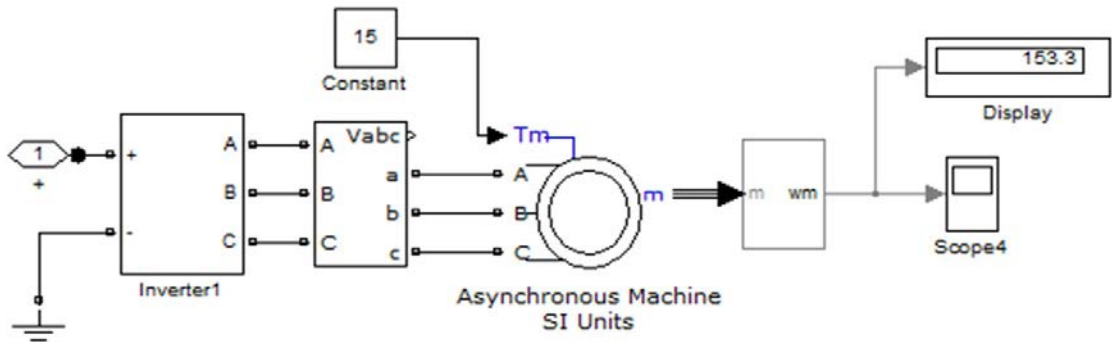 15
Constant
153.3
Display
1
+
+
-
A
B
C
Inverter1
A
B
C
Vabc
a
b
c
Tm
A
B
C
m
Asynchronous Machine
SI Units
m
wm
Scope4